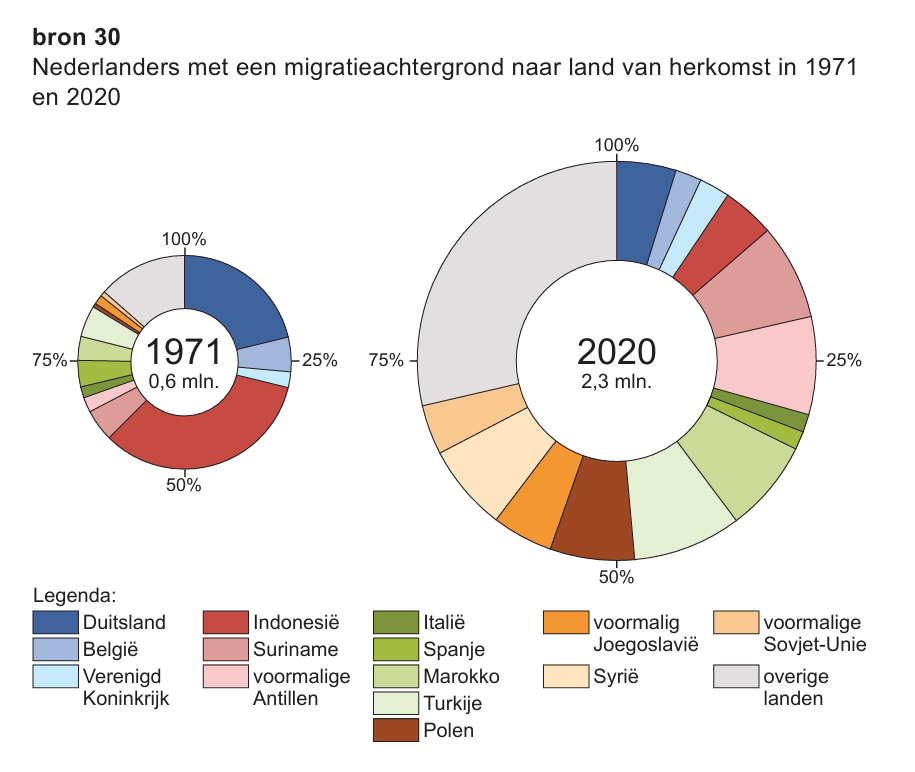 bron 30
Nederlanders met een migratieachtergrond naar land van herkomst in 1971
en 2020
100%
75%
1971
0,6 mln.
25%
50%
100%
75%
2020
2,3 mln.
25%
50%
Legenda:
Duitsland
België
Verenigd
Koninkrijk
Indonesië
Suriname
voormalige
Antillen
Italië
Spanje
Marokko
Turkije
Polen
voormalig
Joegoslavië
Syrië
voormalige
Sovjet-Unie
overige
landen